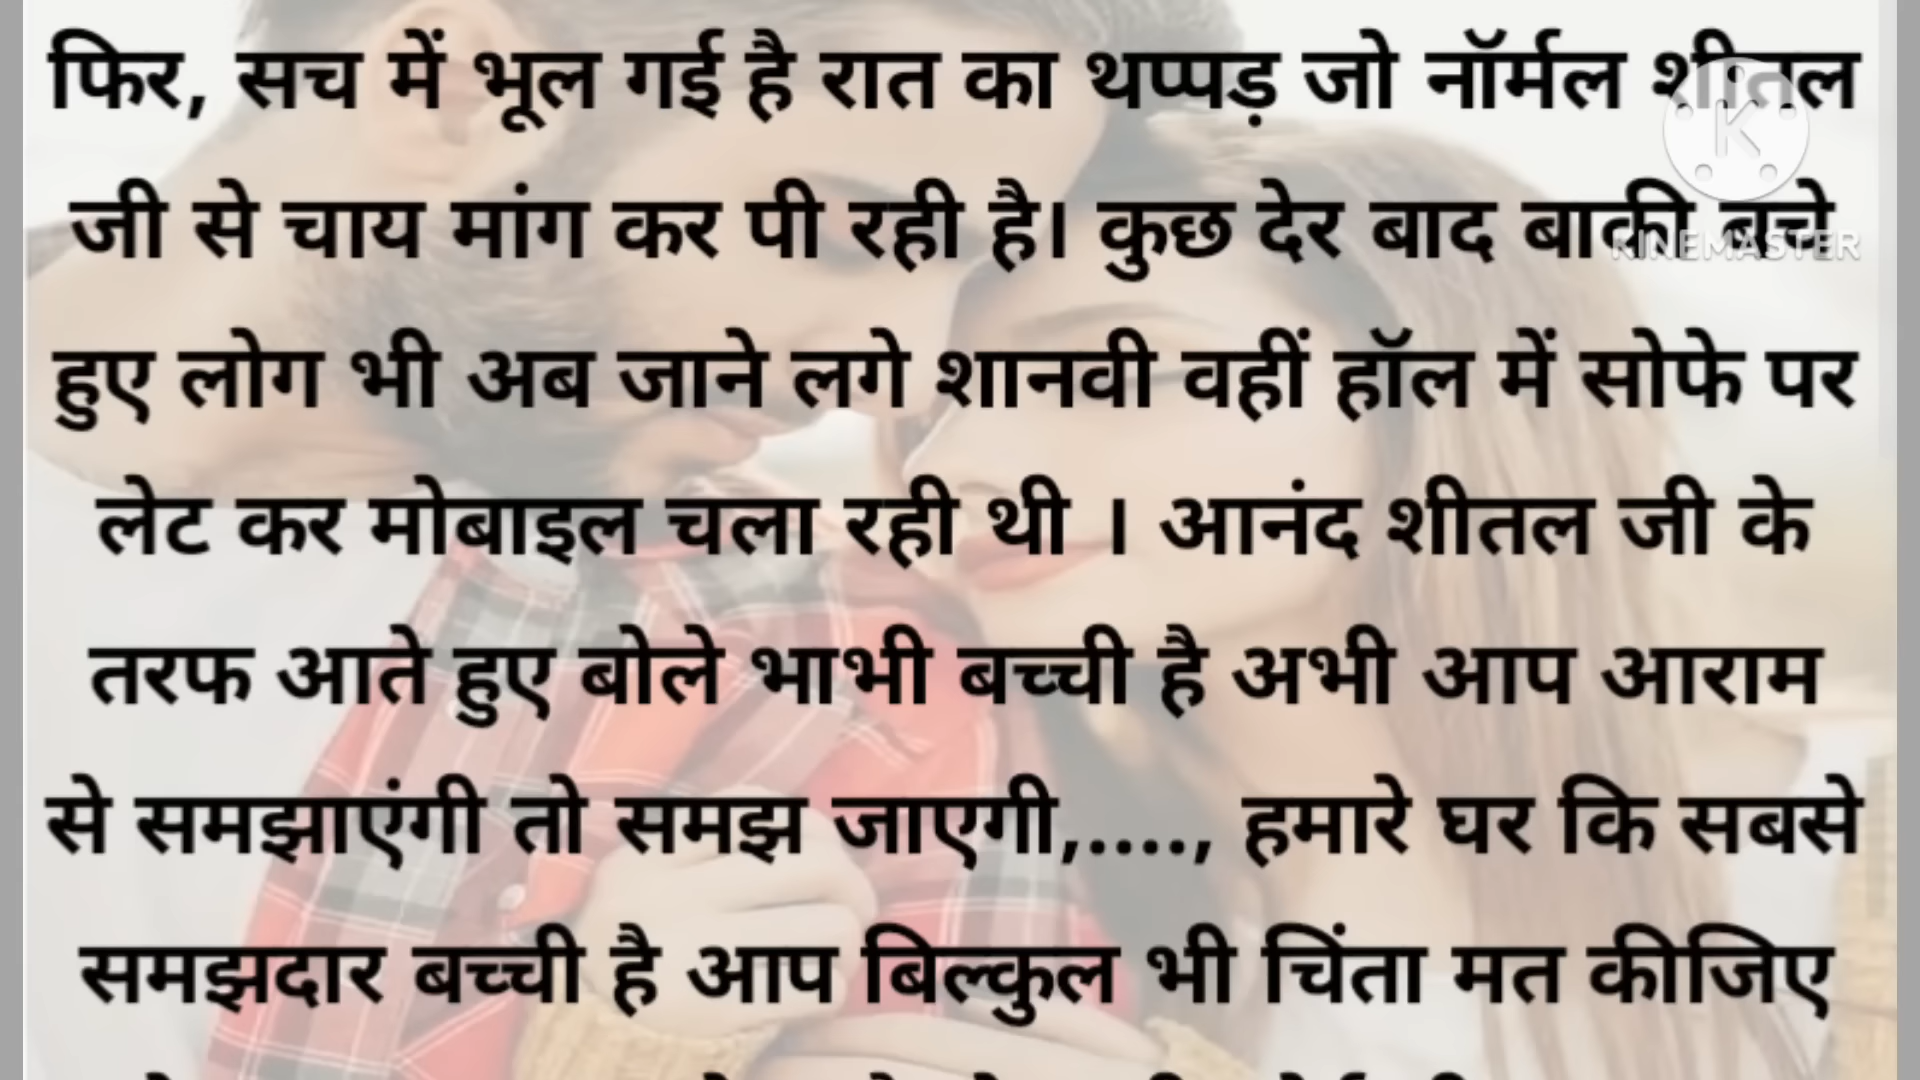 फिर, सच में भूल गई है रात का थप्पड़ जो नॉर्मल शीतल
जी से चाय मांग कर पी रही है। कुछ देर बाद बाकी बचे
KINEMASTER
हुए लोग भी अब जाने लगे शानवी वहीं हॉल में सोफे पर
लेट कर मोबाइल चला रही थी । आनंद शीतल जी के
तरफ आते हुए बोले भाभी बच्ची है अभी आप आराम
से समझाएंगी तो समझ जाएगी,...., हमारे घर कि सबसे
समझदार बच्ची है आप बिल्कुल भी चिंता मत कीजिए